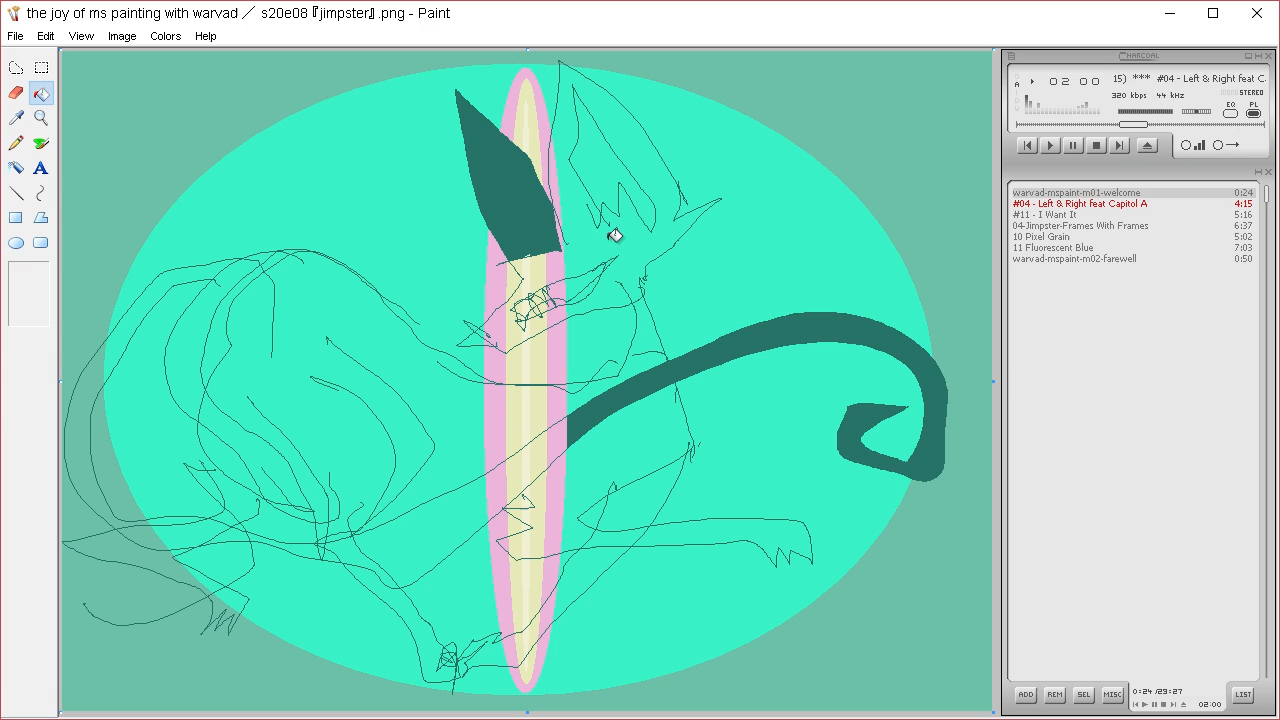 the joy of ms painting with warvad ／ s20e08『jimpster』.png - Paint
File Edit View Image Colors Help
CHARCOAL
A
02 00
15) *** #04 - Left & Right feat C
320 kbps 44 kHz
STEREO
EQ PL
warvad-mspaint-m01-welcome 0:24
#04 - Left & Right feat Capitol A 4:15
#11 - I Want It 5:16
04-Jimpster-Frames With Frames 6:37
10 Pixel Grain 5:02
11 Fluorescent Blue 7:03
warvad-mspaint-m02-farewell 0:50
ADD REM SEL MISC 0:24/29:27 02:00 LIST